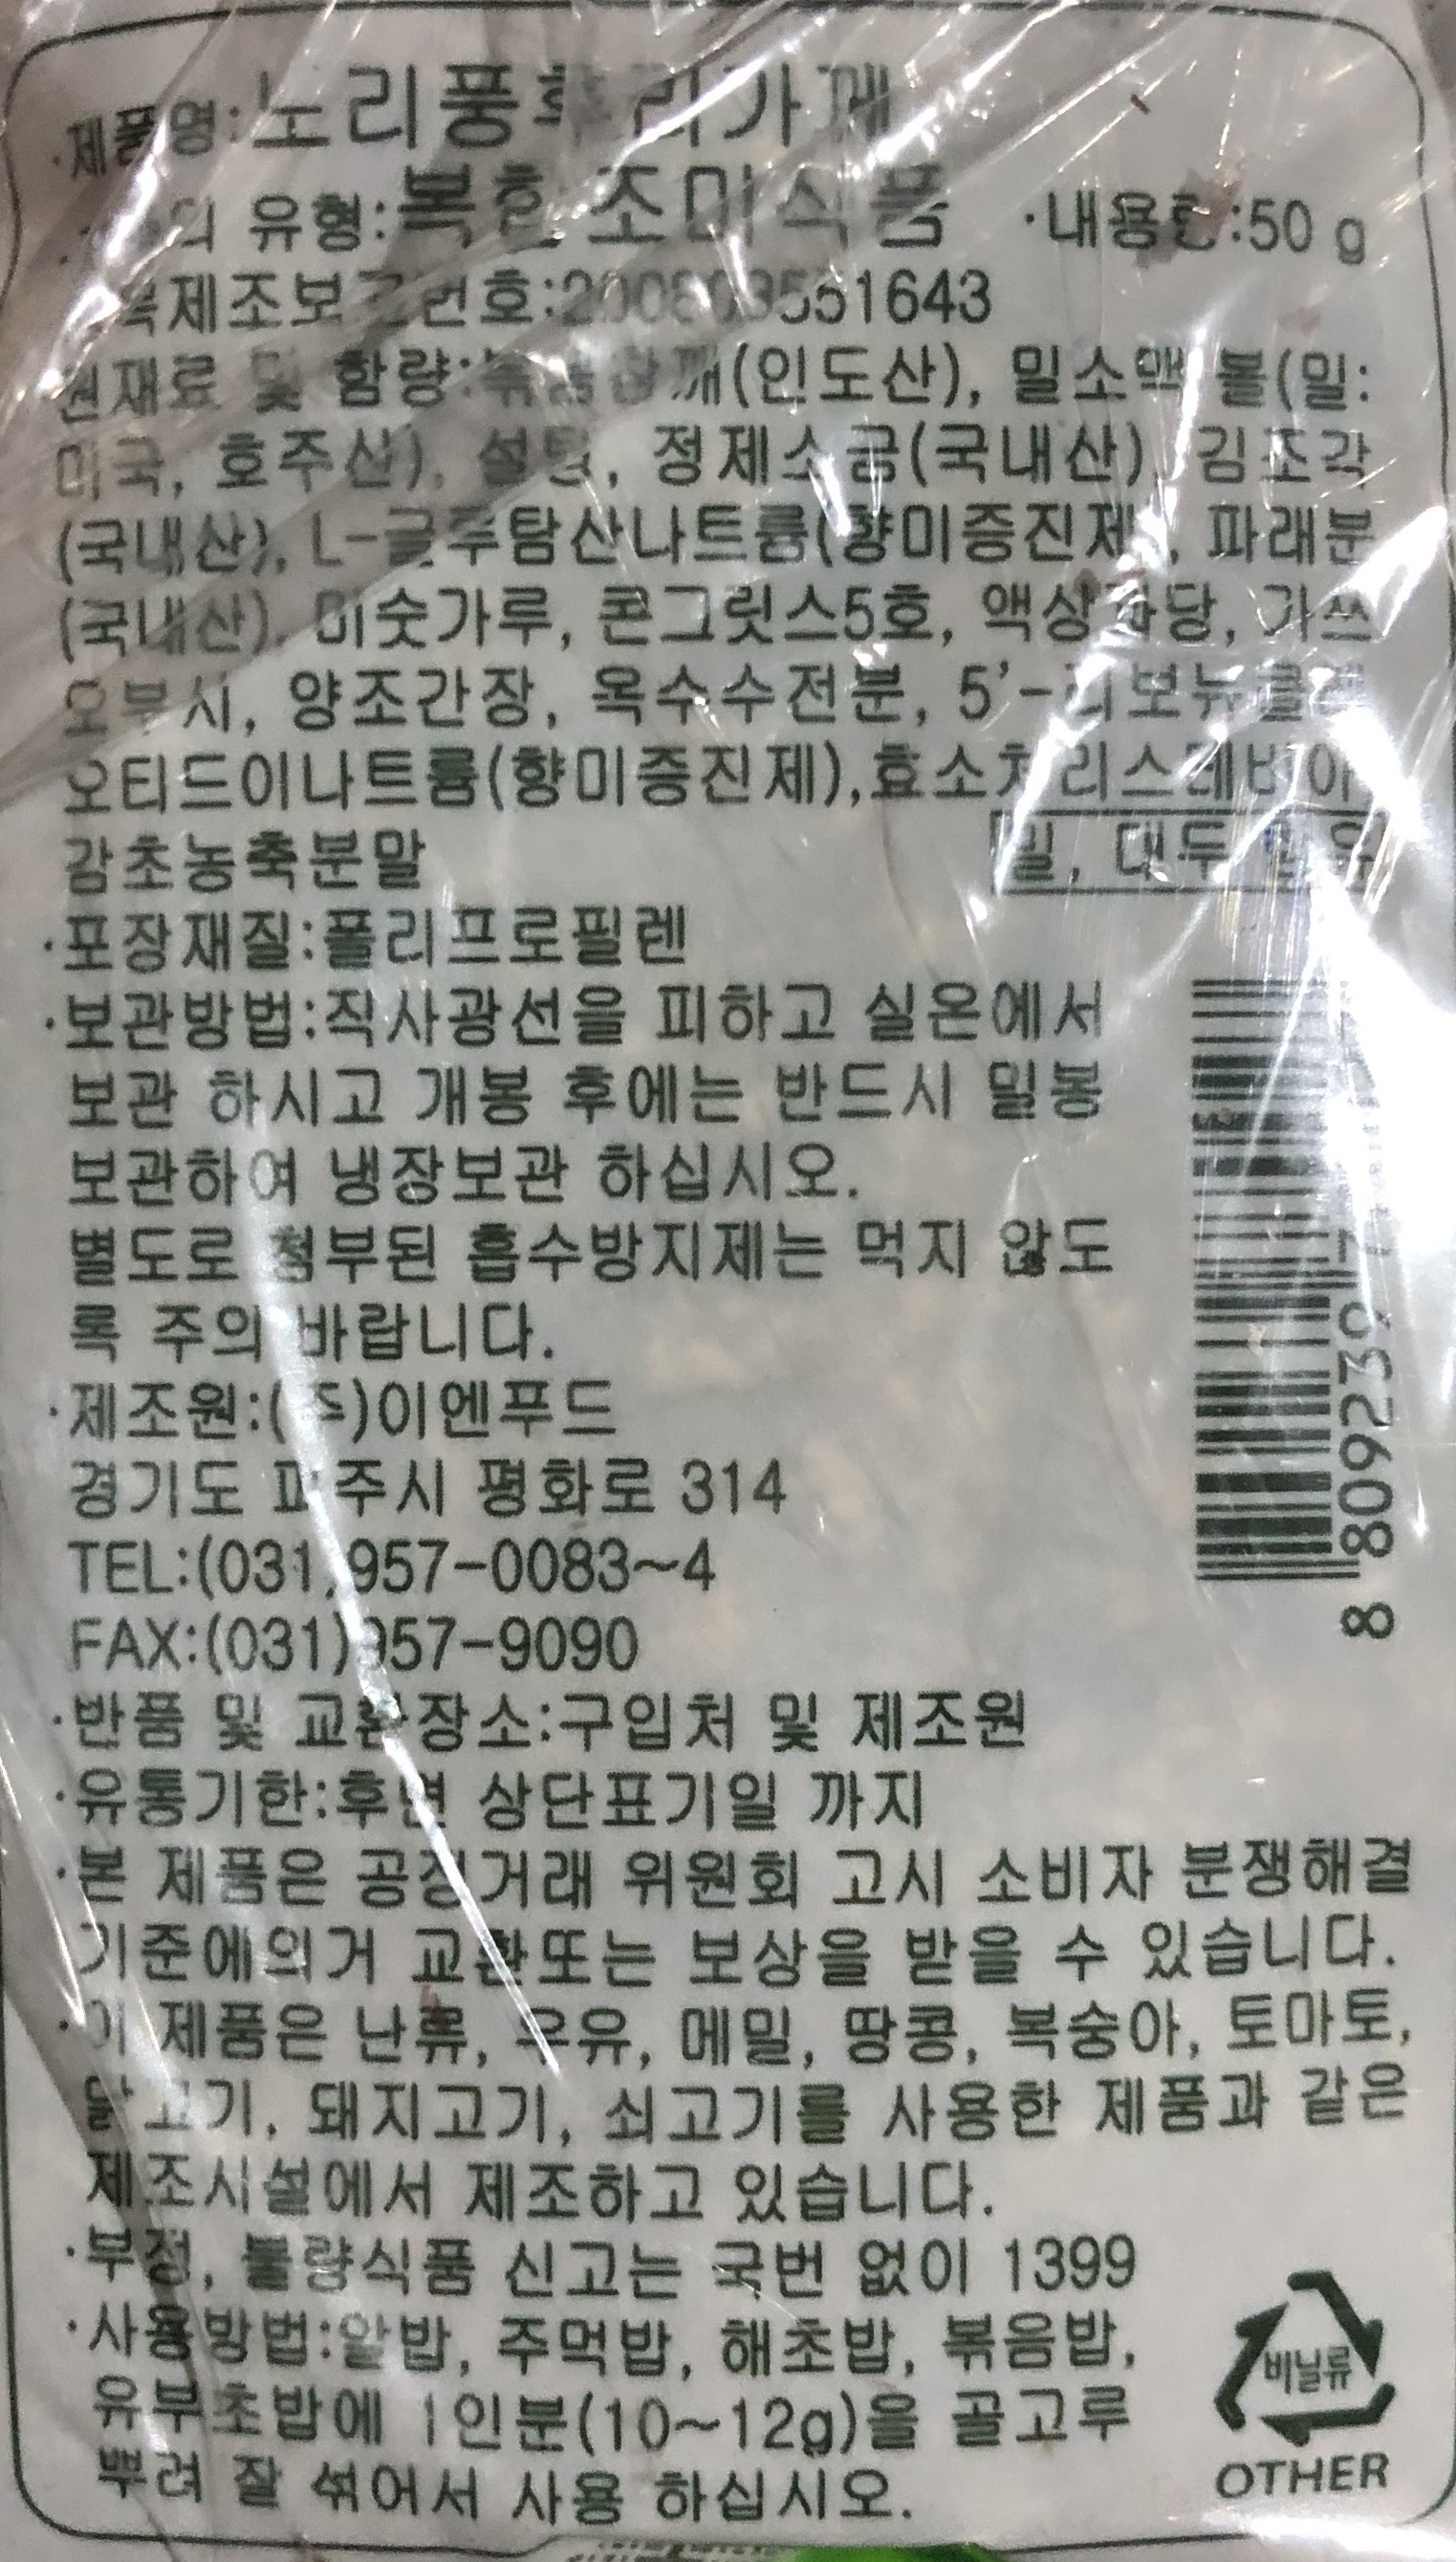 ·제품명:노리풍후리가께
의 유형:복합조미식품 ·내용량:50 g
목제조보고번호:
원재료 및 함량:볶음참깨(인도산), 밀소맥 볼(밀:
미국, 호주산), 설탕, 정제소금(국내산), 김조각
(국내산), L-글루탐산나트륨(향미증진제), 파래분
(국내산), 미숫가루, 콘그릿스5호, 액상과당, 가쓰
오부시, 양조간장, 옥수수전분, 5'-리보뉴클레
오티드이나트륨(향미증진제),효소처리스테비아
감초농축분말
밀, 대두 함유
·포장재질:폴리프로필렌
·보관방법:직사광선을 피하고 실온에서
보관 하시고 개봉 후에는 반드시 밀봉
보관하여 냉장보관 하십시오.
별도로 첨부된 흡수방지제는 먹지 않도
록 주의 바랍니다.
·제조원:(주)이엔푸드
경기도 파주시 평화로 314
TEL:(031)957-0083~4
FAX:(031)957-9090
·반품 및 교환장소:구입처 및 제조원
·유통기한:후면 상단표기일 까지
·본 제품은 공정거래 위원회 고시 소비자 분쟁해결
기준에의거 교환또는 보상을 받을 수 있습니다.
·이 제품은 난류, 우유, 메밀, 땅콩, 복숭아, 토마토,
닭고기, 돼지고기, 쇠고기를 사용한 제품과 같은
제조시설에서 제조하고 있습니다.
·부정, 불량식품 신고는 국번 없이 1399
·사용방법:알밥, 주먹밥, 해초밥, 볶음밥,
유부초밥에 1인분(10~12g)을 골고루
뿌려 잘 섞어서 사용 하십시오.
8 809239
비닐류
OTHER